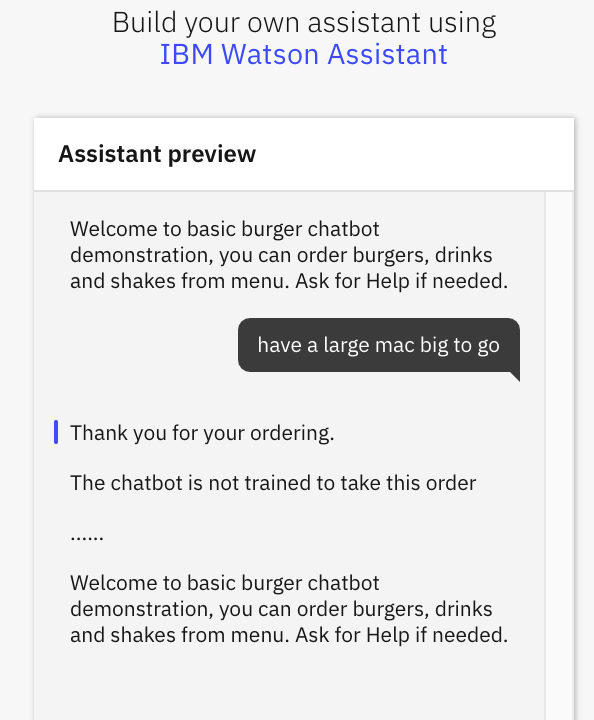 Build your own assistant using
IBM Watson Assistant
Assistant preview
Welcome to basic burger chatbot
demonstration, you can order burgers, drinks
and shakes from menu. Ask for Help if needed.
have a large mac big to go
Thank you for your ordering.
The chatbot is not trained to take this order
......
Welcome to basic burger chatbot
demonstration, you can order burgers, drinks
and shakes from menu. Ask for Help if needed.